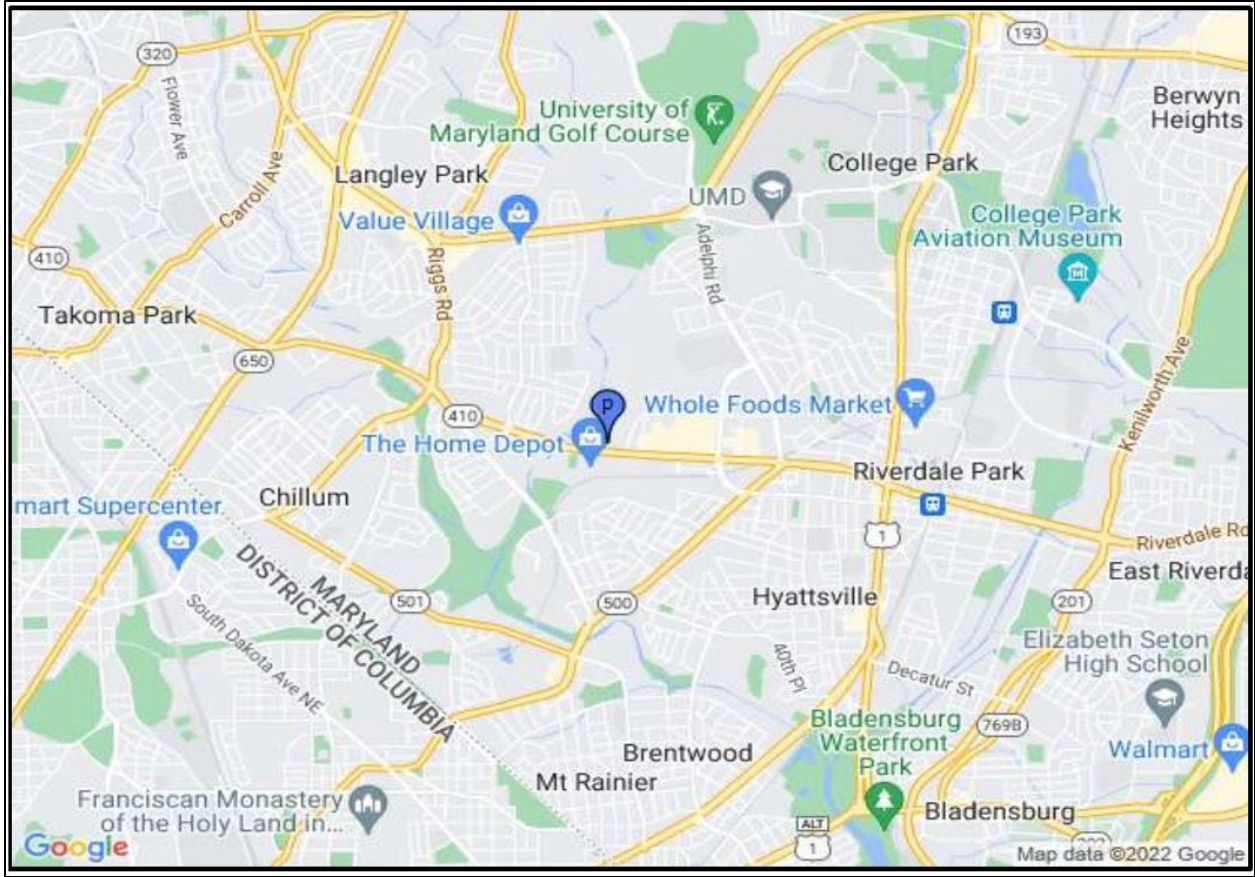 193
320
Flower Ave
Berwyn
Heights
University of
Maryland Golf Course
Carroll Ave
Langley Park
College Park
UMD
Value Village
College Park
Aviation Museum
410
Riggs Rd
Adelphi Rd
Takoma Park
650
Kenilworth Ave
410
P
Whole Foods Market
The Home Depot
Riverdale Park
Chillum
mart Supercenter
1
Riverdale Rd
East Riverda
MARYLAND
DISTRICT OF COLUMBIA
501
500
Hyattsville
201
South Dakota Ave NE
40th Pl
Elizabeth Seton
High School
Decatur St
Bladensburg
Waterfront
Park
769B
Walmart
Brentwood
Mt Rainier
Franciscan Monastery
of the Holy Land in...
Bladensburg
ALT
1
Google
Map data ©2022 Google